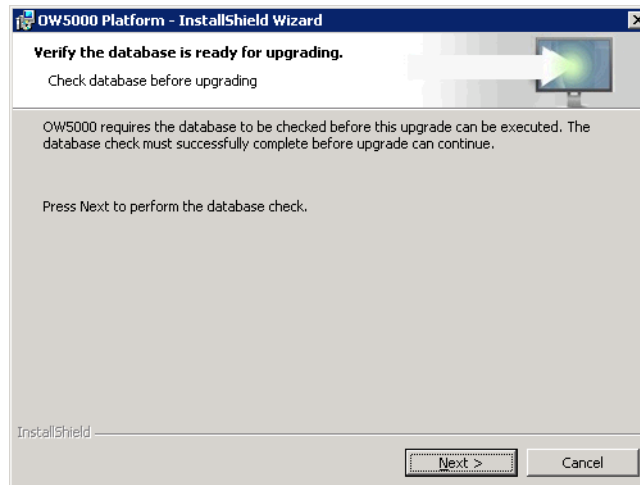 OW5000 Platform - InstallShield Wizard
Verify the database is ready for upgrading.
Check database before upgrading
OW5000 requires the database to be checked before this upgrade can be executed. The
database check must successfully complete before upgrade can continue.
Press Next to perform the database check.
InstallShield
Next >
Cancel